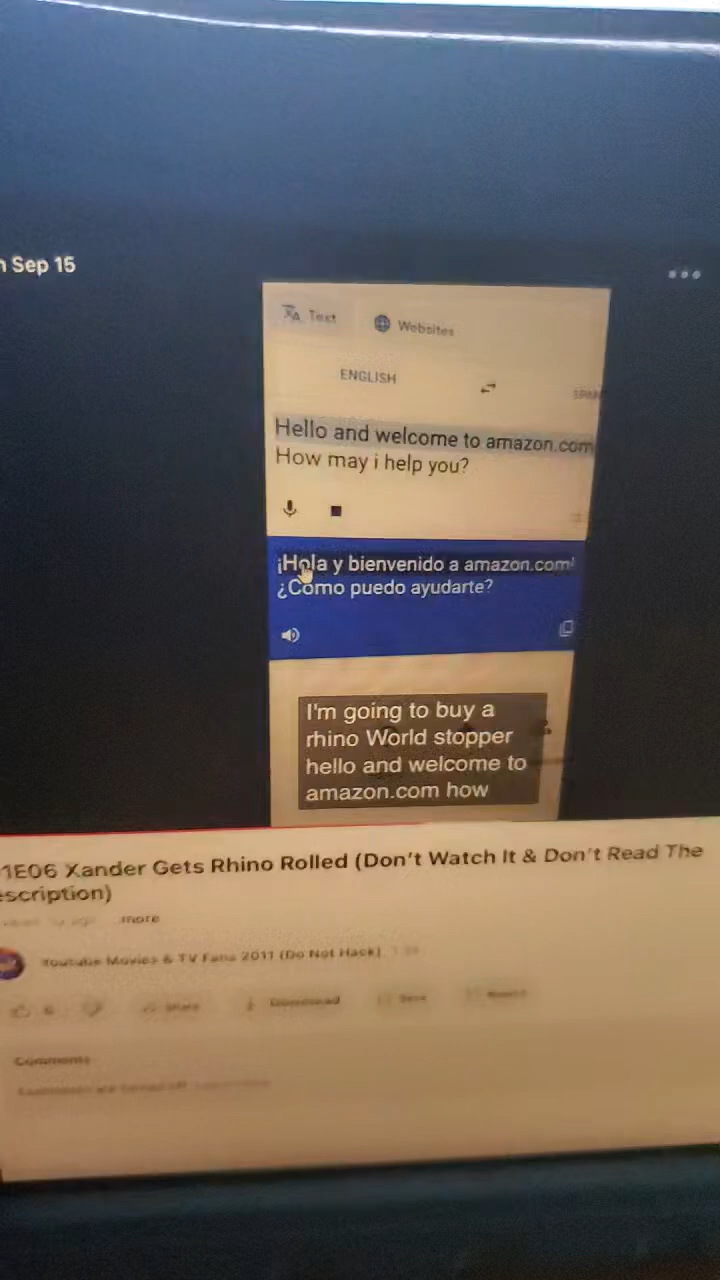 Sep 15
Text
Websites
ENGLISH
Hello and welcome to amazon.com
How may i help you?
¡Hola y bienvenido a amazon.com!
¿Cómo puedo ayudarte?
I'm going to buy a
rhino World stopper
hello and welcome to
amazon.com how
1E06 Xander Gets Rhino Rolled (Don't Watch It & Don't Read The
scription)
more
Youtube Movies & TV Fans 2011 (Do Not Hack)
Share
Download
Save
Comments